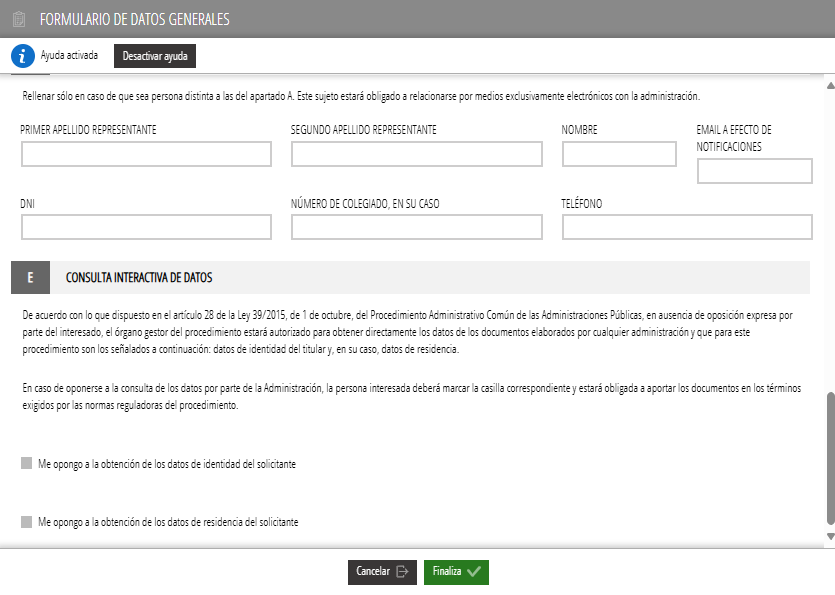 FORMULARIO DE DATOS GENERALES
Ayuda activada
Desactivar ayuda
Rellenar sólo en caso de que sea persona distinta a las del apartado A. Este sujeto estará obligado a relacionarse por medios exclusivamente electrónicos con la administración.
PRIMER APELLIDO REPRESENTANTE
SEGUNDO APELLIDO REPRESENTANTE
NOMBRE
EMAIL A EFECTO DE
NOTIFICACIONES
DNI
NÚMERO DE COLEGIADO, EN SU CASO
TELÉFONO
E
CONSULTA INTERACTIVA DE DATOS
De acuerdo con lo que dispuesto en el artículo 28 de la Ley 39/2015, de 1 de octubre, del Procedimiento Administrativo Común de las Administraciones Públicas, en ausencia de oposición expresa por
parte del interesado, el órgano gestor del procedimiento estará autorizado para obtener directamente los datos de los documentos elaborados por cualquier administración y que para este
procedimiento son los señalados a continuación: datos de identidad del titular y, en su caso, datos de residencia.
En caso de oponerse a la consulta de los datos por parte de la Administración, la persona interesada deberá marcar la casilla correspondiente y estará obligada a aportar los documentos en los términos
exigidos por las normas reguladoras del procedimiento.
Me opongo a la obtención de los datos de identidad del solicitante
Me opongo a la obtención de los datos de residencia del solicitante
Cancelar
Finaliza